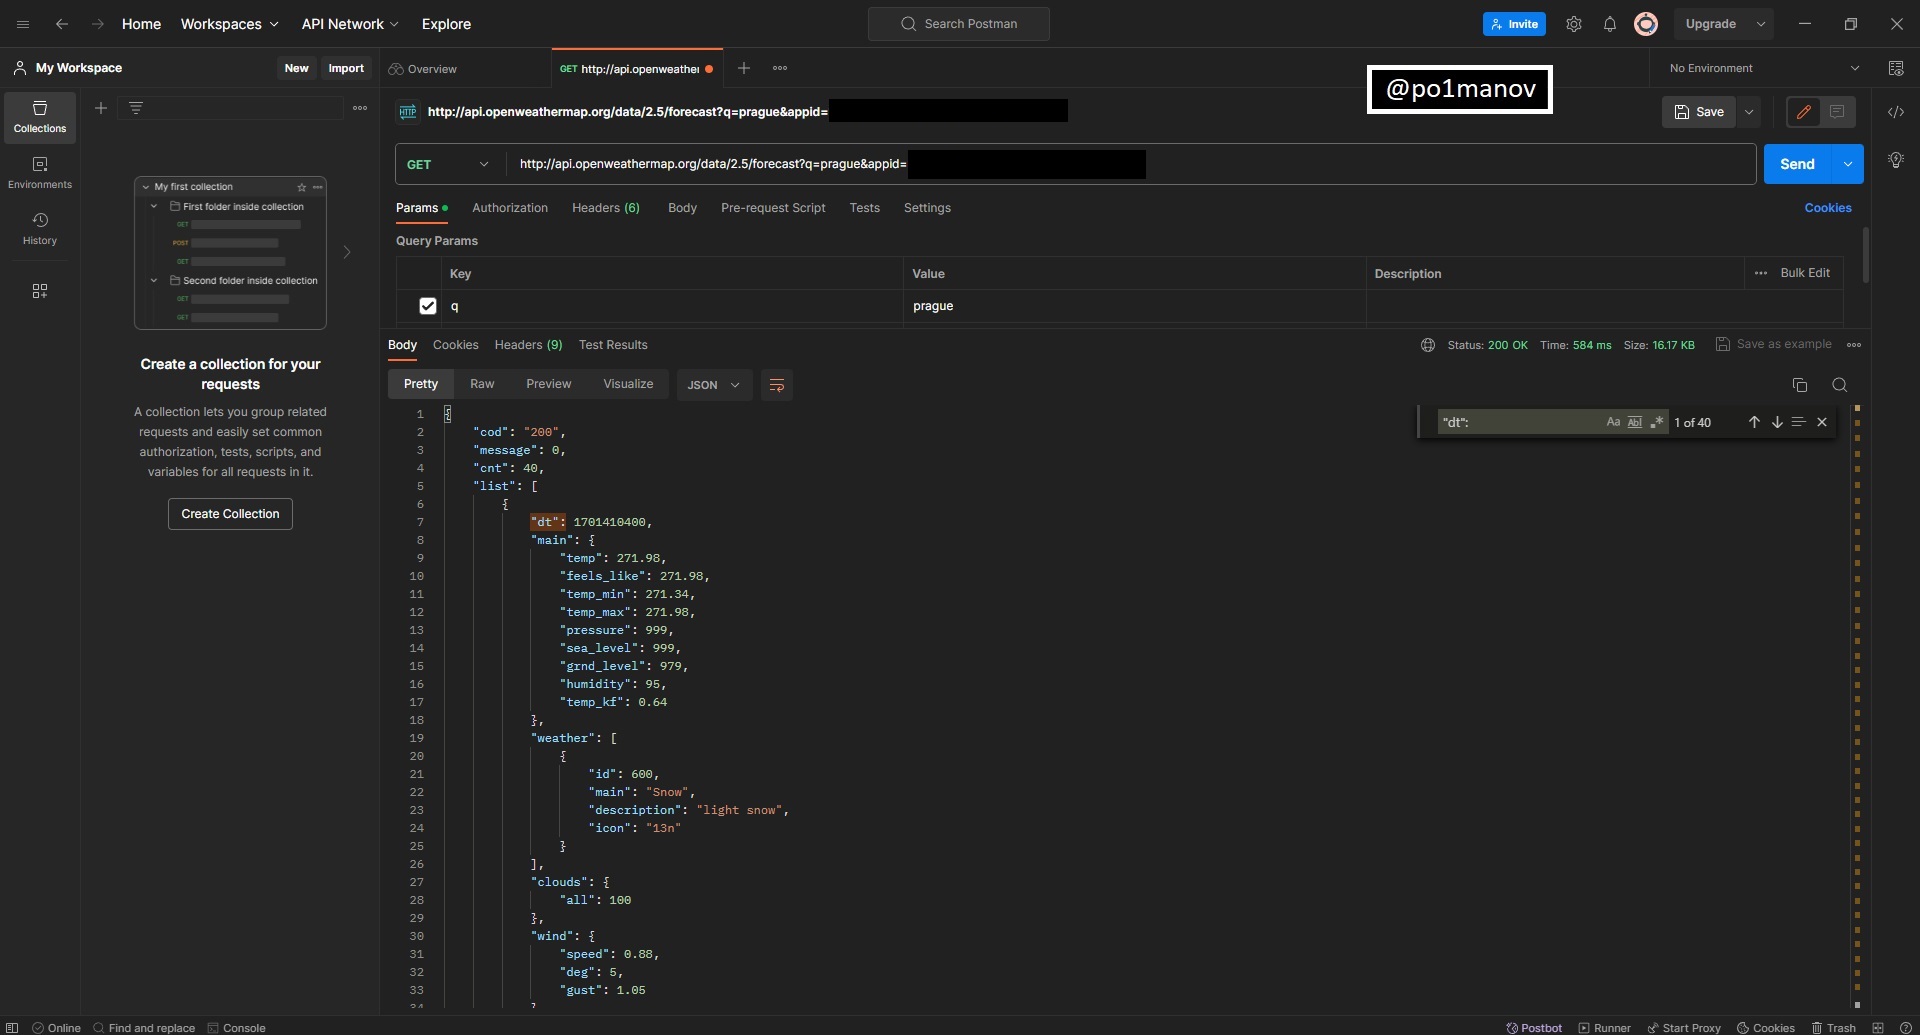 Home Workspaces API Network Explore
Search Postman
Invite
Upgrade
My Workspace
New Import
Overview
GET http://api.openweather
No Environment
@po1manov
Collections
Environments
History
My first collection
First folder inside collection
GET
POST
GET
Second folder inside collection
GET
GET
Create a collection for your
requests
A collection lets you group related
requests and easily set common
authorization, tests, scripts, and
variables for all requests in it.
Create Collection
HTTP http://api.openweathermap.org/data/2.5/forecast?q=prague&appid=
Save
GET http://api.openweathermap.org/data/2.5/forecast?q=prague&appid=
Send
Params Authorization Headers (6) Body Pre-request Script Tests Settings
Cookies
Query Params
Key Value Description Bulk Edit
q prague
Body Cookies Headers (9) Test Results
Status: 200 OK Time: 584 ms Size: 16.17 KB Save as example
Pretty Raw Preview Visualize JSON
"dt": Aa Abl .* 1 of 40
1 {
2 "cod": "200",
3 "message": 0,
4 "cnt": 40,
5 "list": [
6 {
7 "dt": 1701410400,
8 "main": {
9 "temp": 271.98,
10 "feels_like": 271.98,
11 "temp_min": 271.34,
12 "temp_max": 271.98,
13 "pressure": 999,
14 "sea_level": 999,
15 "grnd_level": 979,
16 "humidity": 95,
17 "temp_kf": 0.64
18 },
19 "weather": [
20 {
21 "id": 600,
22 "main": "Snow",
23 "description": "light snow",
24 "icon": "13n"
25 }
26 ],
27 "clouds": {
28 "all": 100
29 },
30 "wind": {
31 "speed": 0.88,
32 "deg": 5,
33 "gust": 1.05
Online Find and replace Console
Postbot Runner Start Proxy Cookies Trash